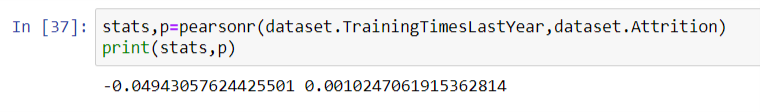 In [37]: stats,p=pearsonr(dataset.TrainingTimesLastYear,dataset.Attrition)
print(stats,p)
-0.04943057624425501 0.0010247061915362814